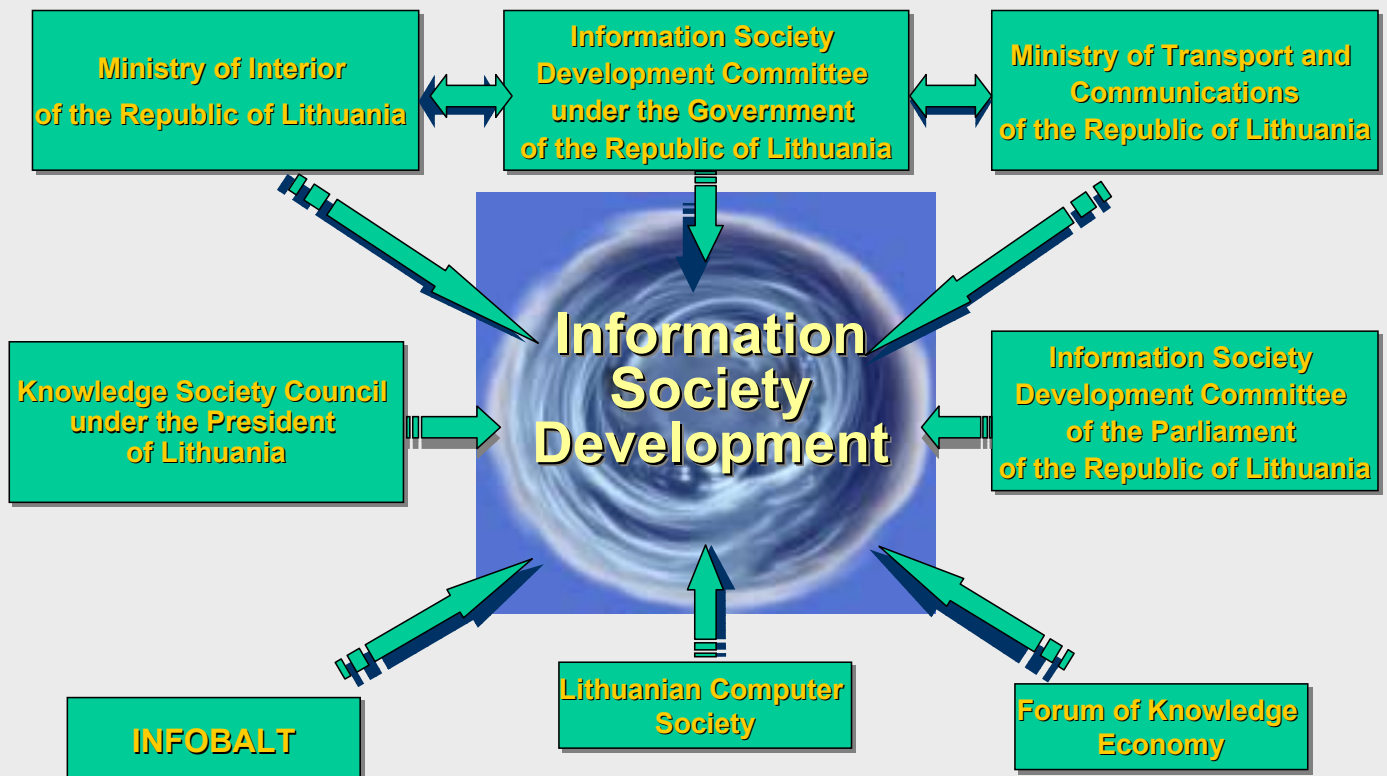 Ministry of Interior
of the Republic of Lithuania
Information Society
Development Committee
under the Government
of the Republic of Lithuania
Ministry of Transport and
Communications
of the Republic of Lithuania
Information
Society
Development
Knowledge Society Council
under the President
of Lithuania
Information Society
Development Committee
of the Parliament
of the Republic of Lithuania
INFOBALT
Lithuanian Computer
Society
Forum of Knowledge
Economy